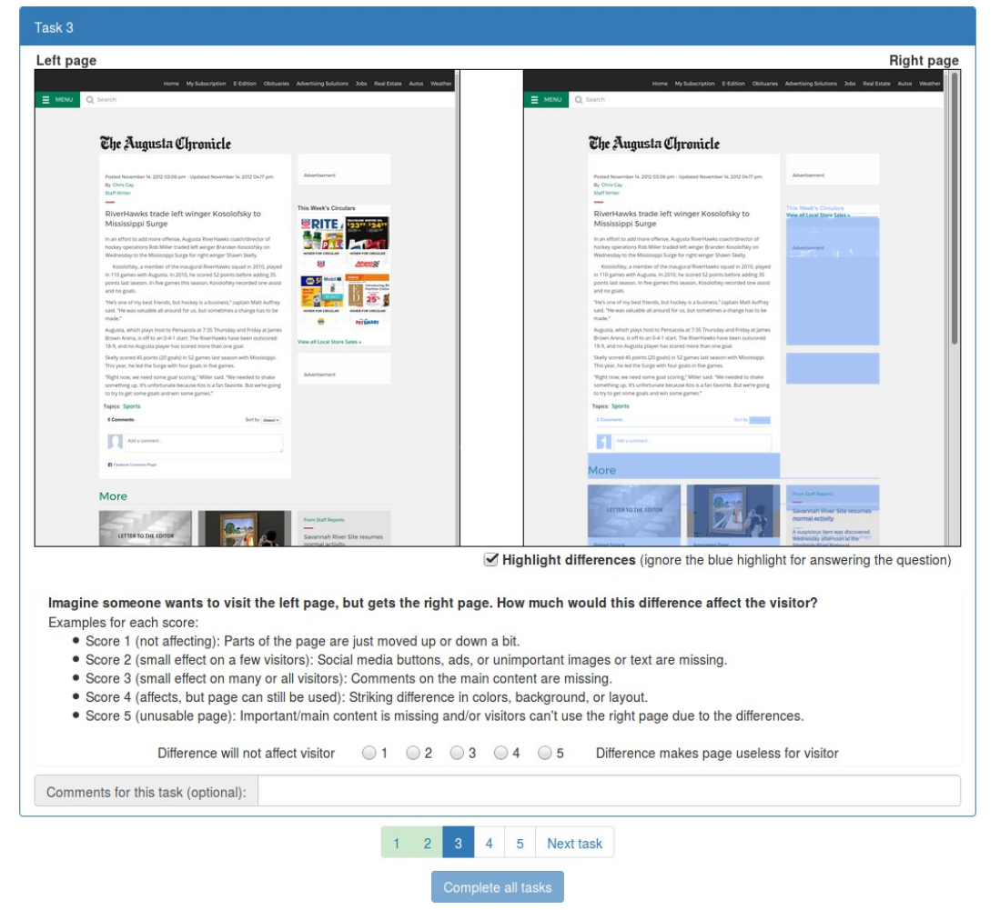 Task 3
Left page
Right page
Home My Subscription E-Edition Obituaries Advertising Solutions Jobs Real Estate Autos Weather
MENU Search
The Augusta Chronicle
Posted November 14, 2012 03:06 pm - Updated November 14, 2012 04:17 pm
By Chris Gay
Staff Writer
RiverHawks trade left winger Kosolofsky to
Mississippi Surge
In an effort to add more offense, Augusta RiverHawks coach/director of
hockey operations Rob Miller traded left winger Branden Kosolofsky on
Wednesday to the Mississippi Surge for right winger Shawn Skelly.
Kosolofsky, a member of the inaugural RiverHawks squad in 2010, played
in 110 games with Augusta. In 2010, he scored 52 points before adding 35
points last season. In five games this season, Kosolofsky recorded one assist
and no goals.
"He's one of my best friends, but hockey is a business," captain Matt Auffrey
said. "He was valuable all around for us, but sometimes a change has to be
made."
Augusta, which plays host to Pensacola at 7:35 Thursday and Friday at James
Brown Arena, is off to an 0-4-1 start. The RiverHawks have been outscored
18-9, and no Augusta player has scored more than one goal.
Skelly scored 45 points (20 goals) in 52 games last season with Mississippi.
This year, he led the Surge with four goals in five games.
"Right now, we need some goal scoring," Miller said. "We needed to shake
something up. It's unfortunate because Kos is a fan favorite. But we're going
to try to get some goals and win some games."
Topics: Sports
0 Comments Sort by Oldest
Add a comment...
Facebook Comments Plugin
More
LETTER TO THE EDITOR
Advertisement
This Week's Circulars
RITE
PAL
$23 $24
HOVER FOR CIRCULAR
HOVER FOR CIRCULAR
Mobil
25%
HOVER FOR CIRCULAR
HOVER FOR CIRCULAR
PETSMART
View all Local Store Sales »
Advertisement
From Staff Reports
Savannah River Site resumes
normal activity
Home My Subscription E-Edition Obituaries Advertising Solutions Jobs Real Estate Autos Weather
MENU Search
The Augusta Chronicle
Posted November 14, 2012 03:06 pm - Updated November 14, 2012 04:17 pm
By Chris Gay
Staff Writer
RiverHawks trade left winger Kosolofsky to
Mississippi Surge
In an effort to add more offense, Augusta RiverHawks coach/director of
hockey operations Rob Miller traded left winger Branden Kosolofsky on
Wednesday to the Mississippi Surge for right winger Shawn Skelly.
Kosolofsky, a member of the inaugural RiverHawks squad in 2010, played
in 110 games with Augusta. In 2010, he scored 52 points before adding 35
points last season. In five games this season, Kosolofsky recorded one assist
and no goals.
"He's one of my best friends, but hockey is a business," captain Matt Auffrey
said. "He was valuable all around for us, but sometimes a change has to be
made."
Augusta, which plays host to Pensacola at 7:35 Thursday and Friday at James
Brown Arena, is off to an 0-4-1 start. The RiverHawks have been outscored
18-9, and no Augusta player has scored more than one goal.
Skelly scored 45 points (20 goals) in 52 games last season with Mississippi.
This year, he led the Surge with four goals in five games.
"Right now, we need some goal scoring," Miller said. "We needed to shake
something up. It's unfortunate because Kos is a fan favorite. But we're going
to try to get some goals and win some games."
Topics: Sports
0 Comments Sort by
Add a comment...
More
LETTER TO THE EDITOR
Advertisement
This Week's Circulars
View all Local Store Sales »
Advertisement
From Staff Reports
Savannah River Site resumes
normal activity
A suspicious item was discovered
Wednesday afternoon at the
Highlight differences (ignore the blue highlight for answering the question)
Imagine someone wants to visit the left page, but gets the right page. How much would this difference affect the visitor?
Examples for each score:
● Score 1 (not affecting): Parts of the page are just moved up or down a bit.
● Score 2 (small effect on a few visitors): Social media buttons, ads, or unimportant images or text are missing.
● Score 3 (small effect on many or all visitors): Comments on the main content are missing.
● Score 4 (affects, but page can still be used): Striking difference in colors, background, or layout.
● Score 5 (unusable page): Important/main content is missing and/or visitors can't use the right page due to the differences.
Difference will not affect visitor 1 2 3 4 5 Difference makes page useless for visitor
Comments for this task (optional):
1 2 3 4 5 Next task
Complete all tasks